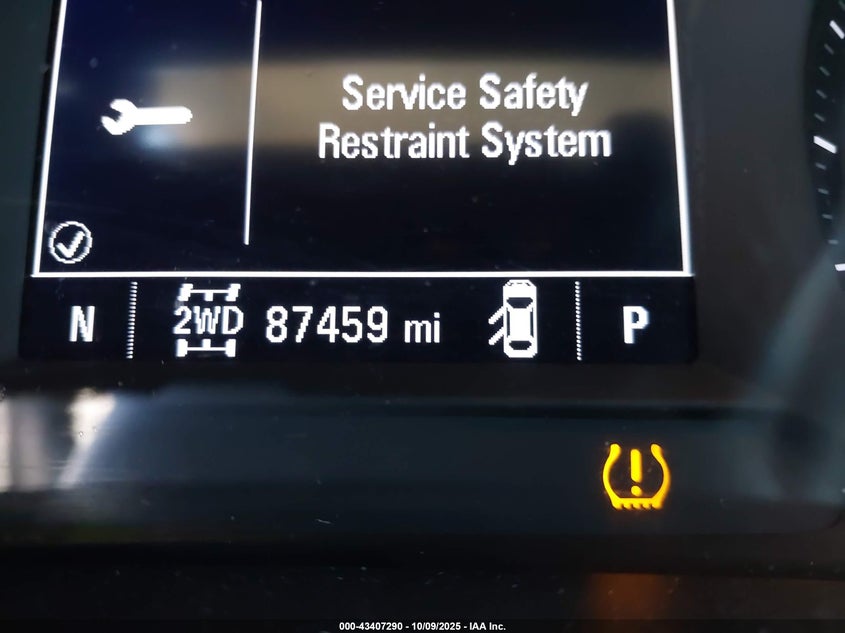 Service Safety
Restraint System
N 2WD 87459 mi P
000-43407290 - 10/09/2025 - IAA Inc.